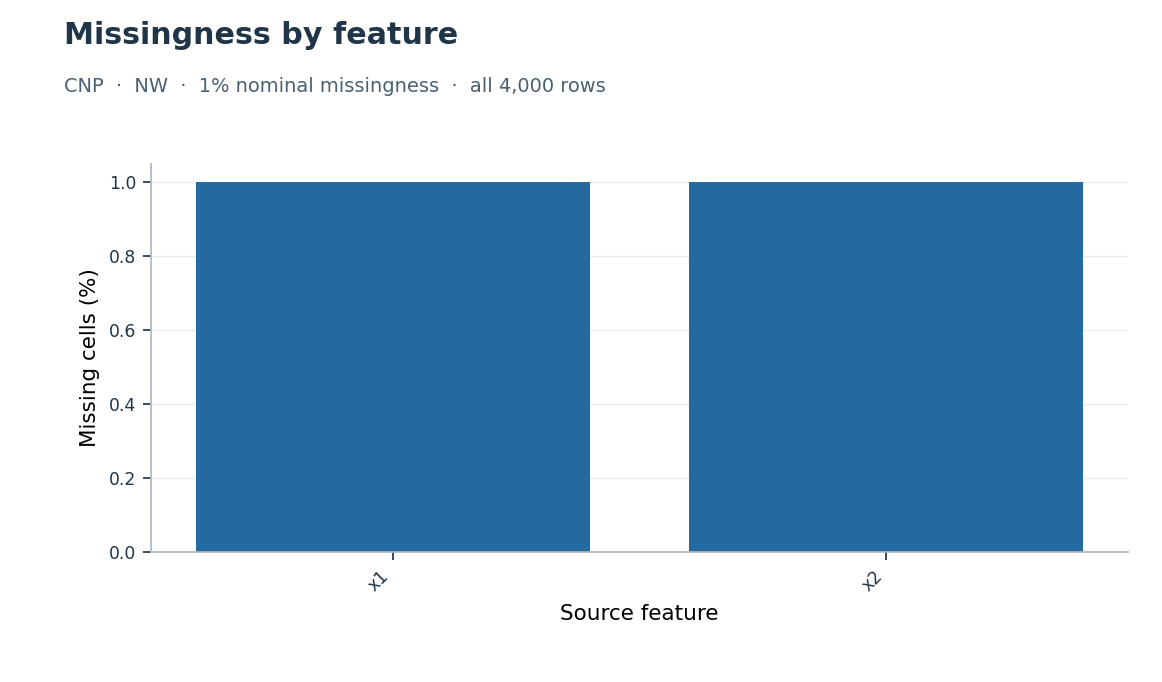 Missingness by feature
CNP · NW · 1% nominal missingness · all 4,000 rows
1.0
0.8
0.6
0.4
0.2
0.0
Missing cells (%)
x1
x2
Source feature